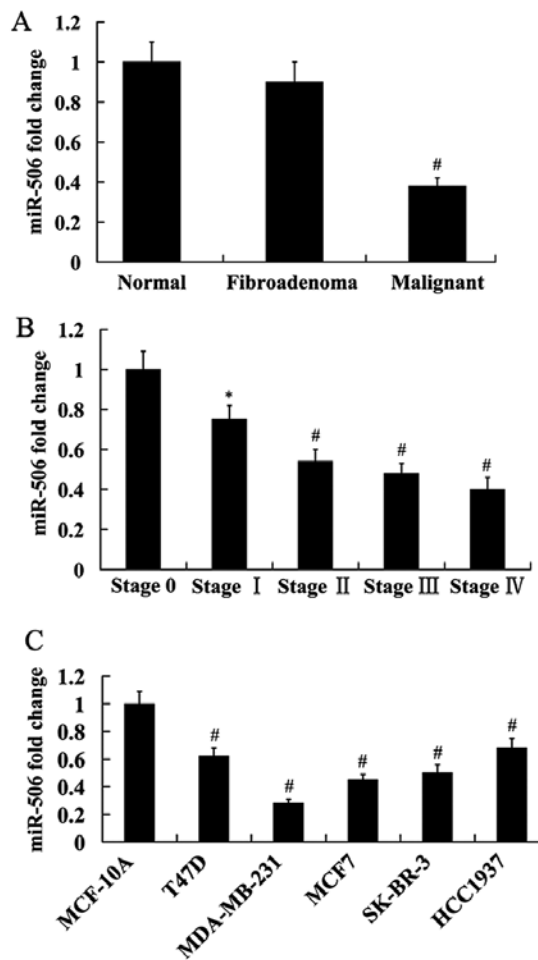 A
miR-506 fold change
1.2
1
0.8
0.6
0.4
0.2
0
#
Normal Fibroadenoma Malignant
B
miR-506 fold change
1.2
1
0.8
0.6
0.4
0.2
0
* # # #
Stage 0 Stage Ⅰ Stage Ⅱ Stage Ⅲ Stage Ⅳ
C
miR-506 fold change
1.2
1
0.8
0.6
0.4
0.2
0
# # # # #
MCF-10A
T47D
MDA-MB-231
MCF7
SK-BR-3
HCC1937